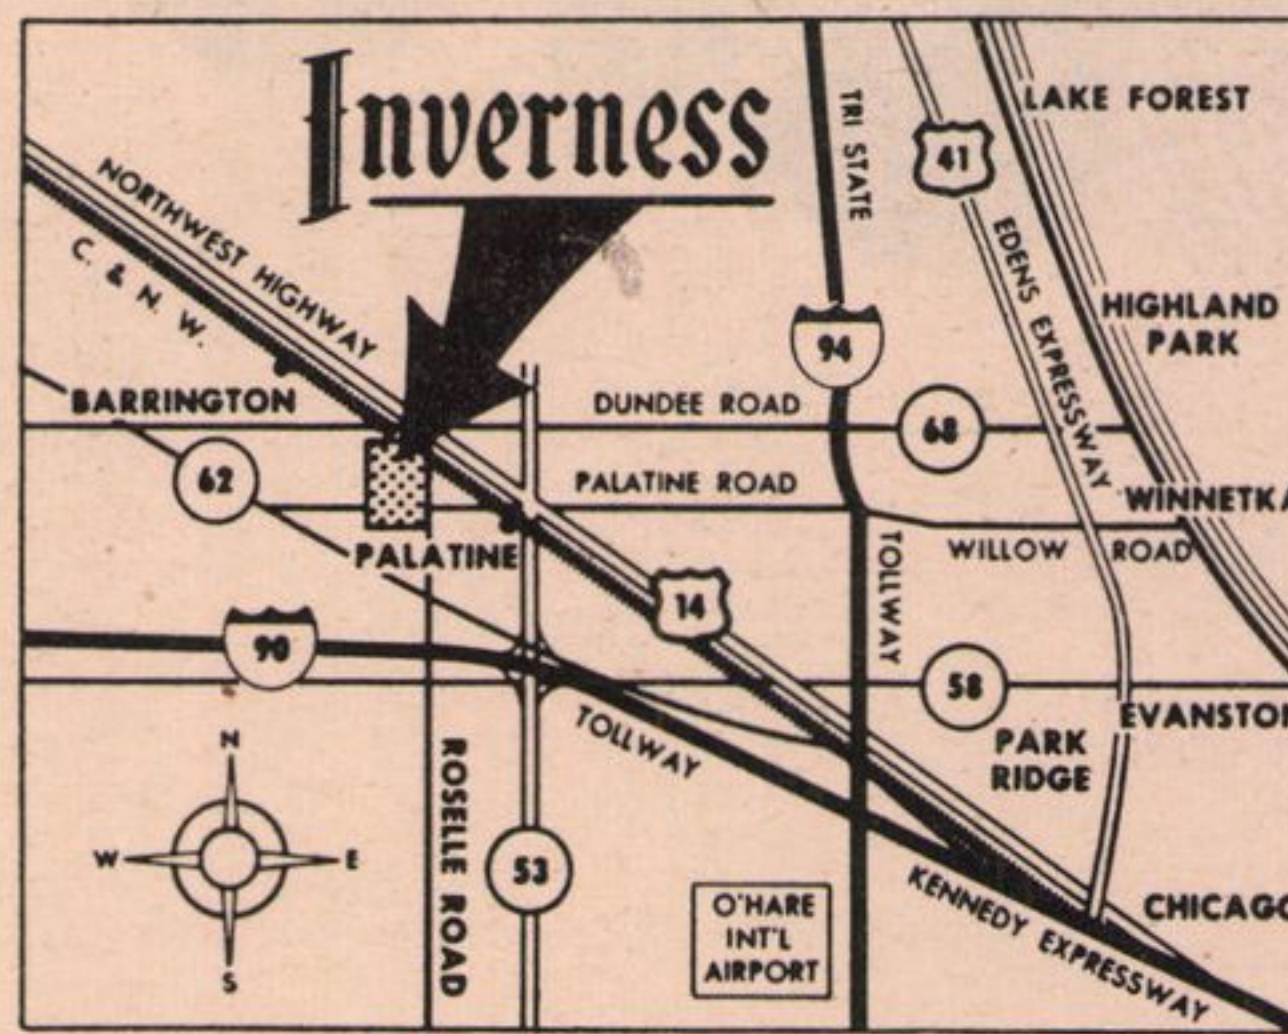 Inverness
LAKE FOREST
TRI STATE
41
NORTHWEST HIGHWAY
C. & N. W.
EDENS EXPRESSWAY
HIGHLAND
PARK
94
BARRINGTON
DUNDEE ROAD
68
62
PALATINE ROAD
WINNETKA
PALATINE
TOLLWAY
WILLOW ROAD
14
90
58
EVANSTON
TOLLWAY
PARK
RIDGE
N
W E
S
ROSELLE ROAD
53
O'HARE
INT'L
AIRPORT
KENNEDY EXPRESSWAY
CHICAGO